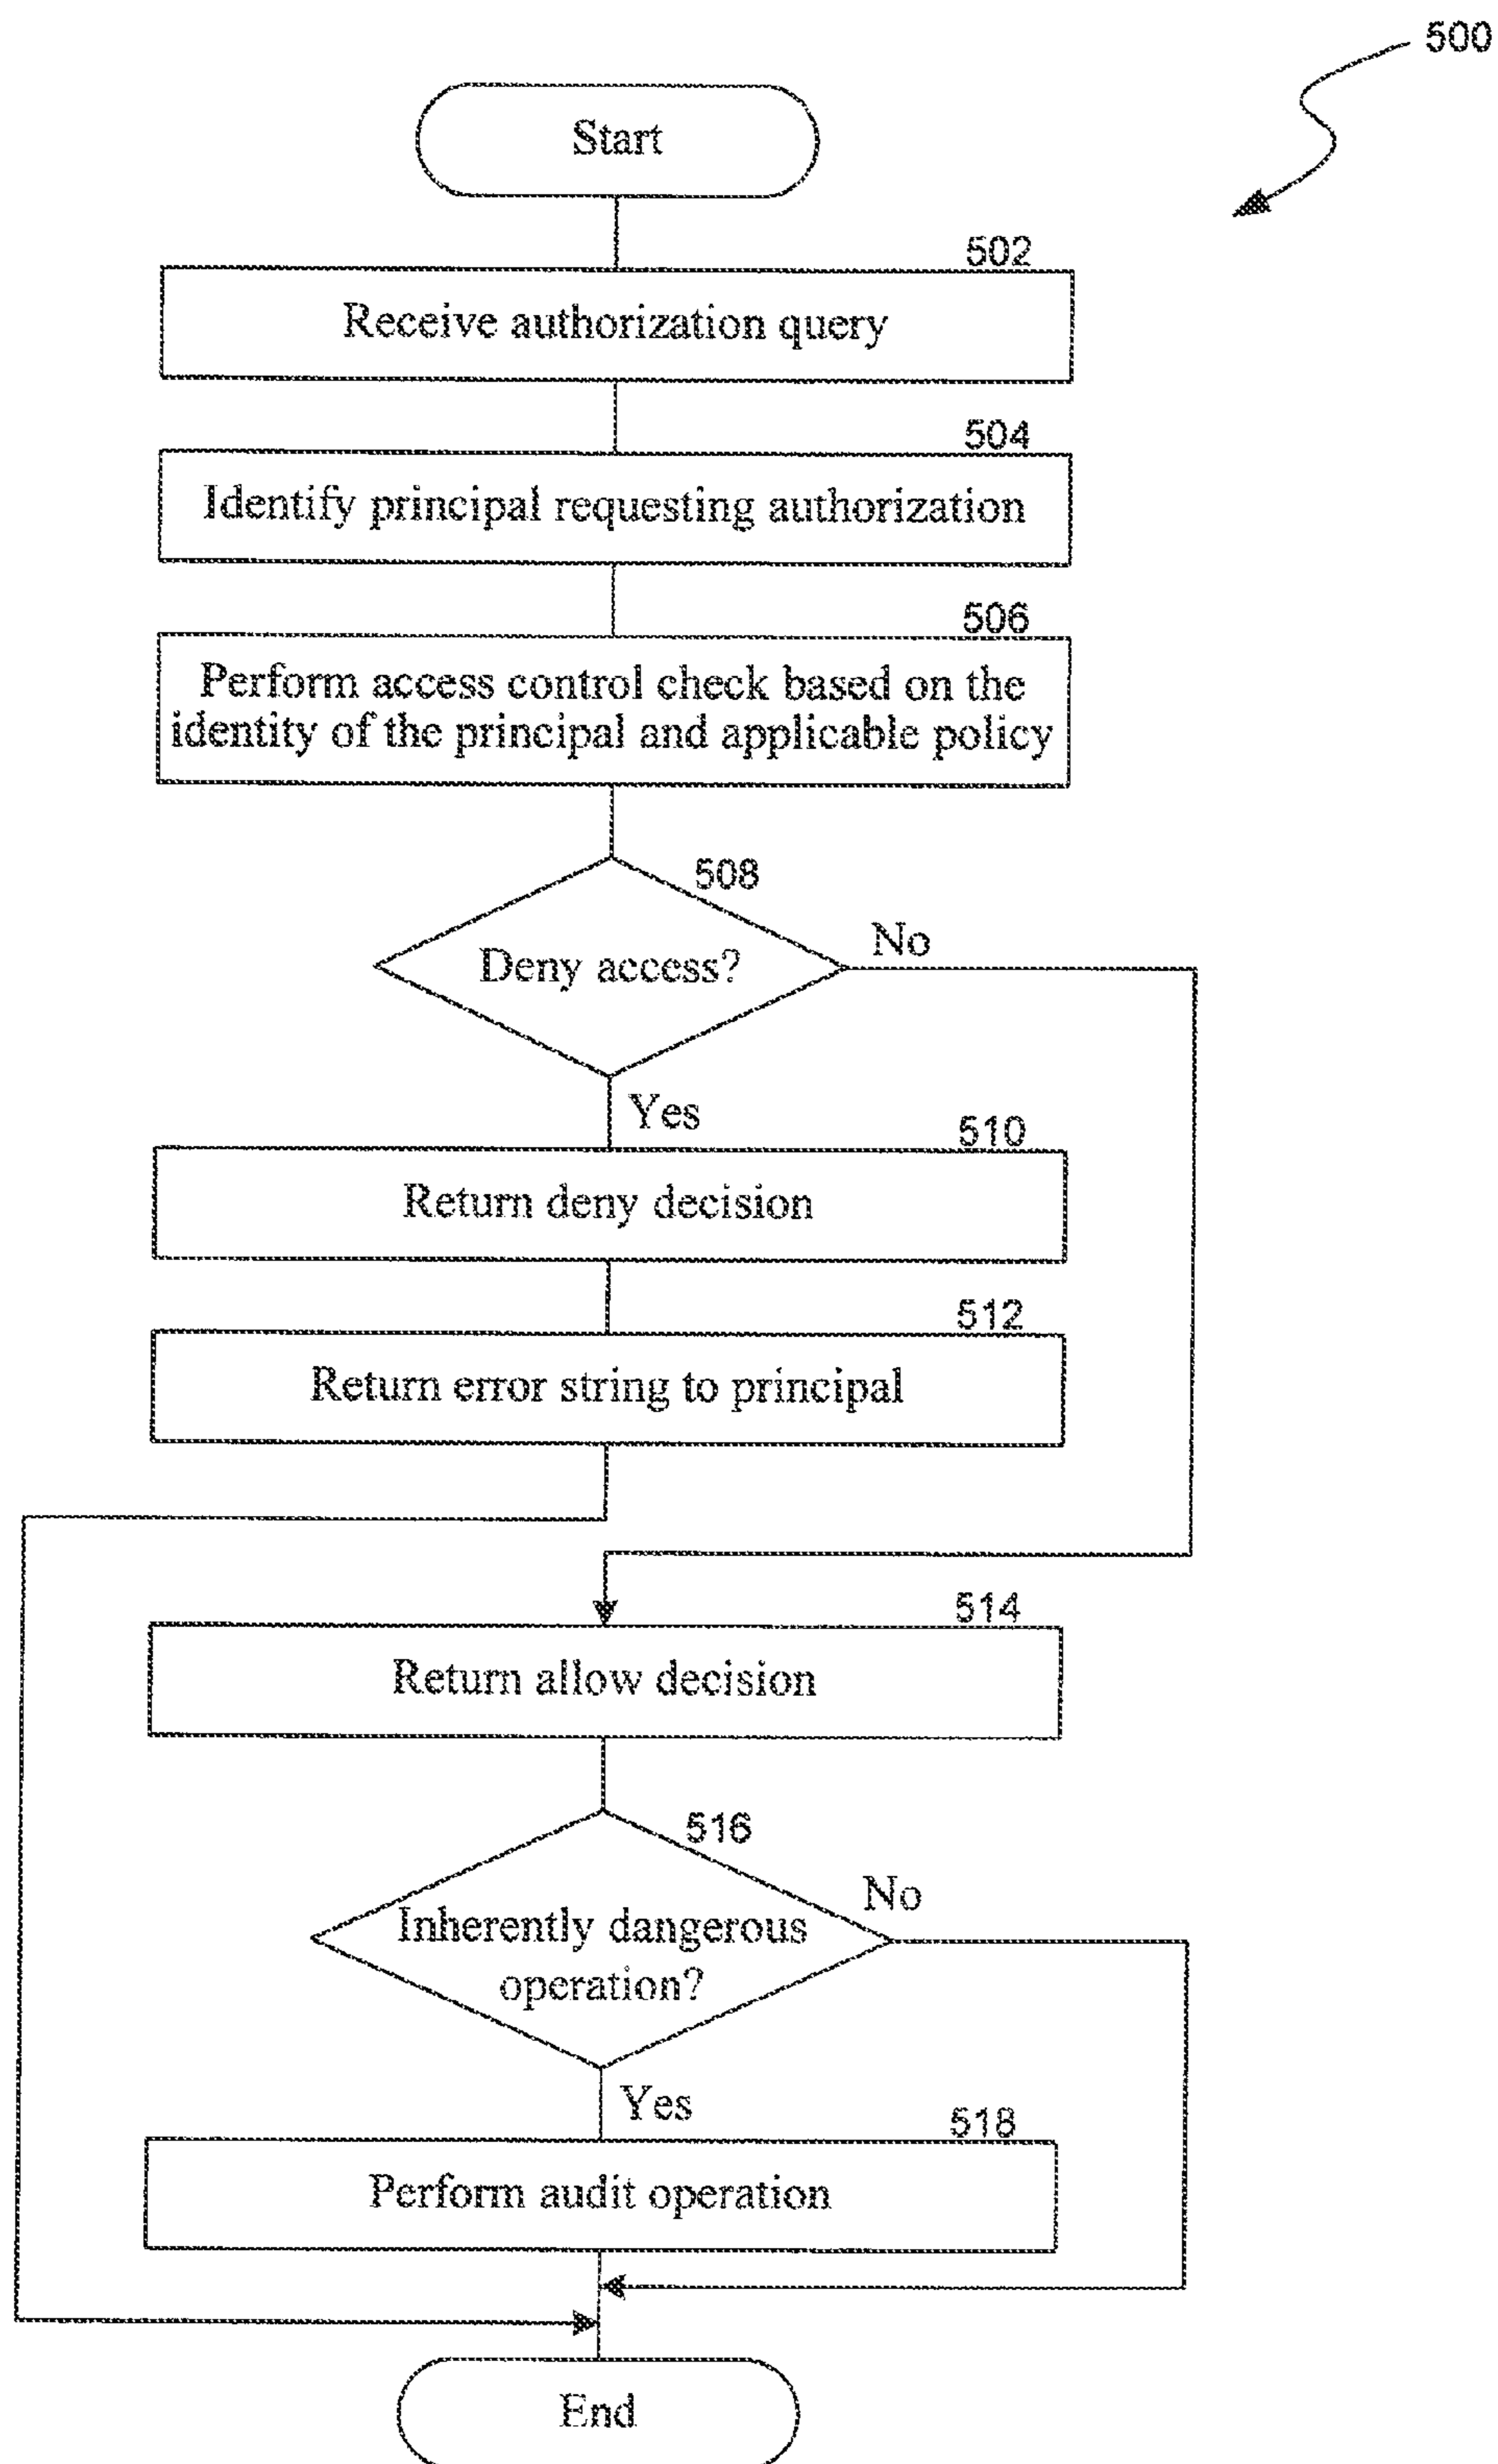 500
Start
502
Receive authorization query
504
Identify principal requesting authorization
506
Perform access control check based on the
identity of the principal and applicable policy
508
Deny access?
No
Yes
510
Return deny decision
512
Return error string to principal
514
Return allow decision
516
No
Inherently dangerous
operation?
Yes
518
Perform audit operation
End